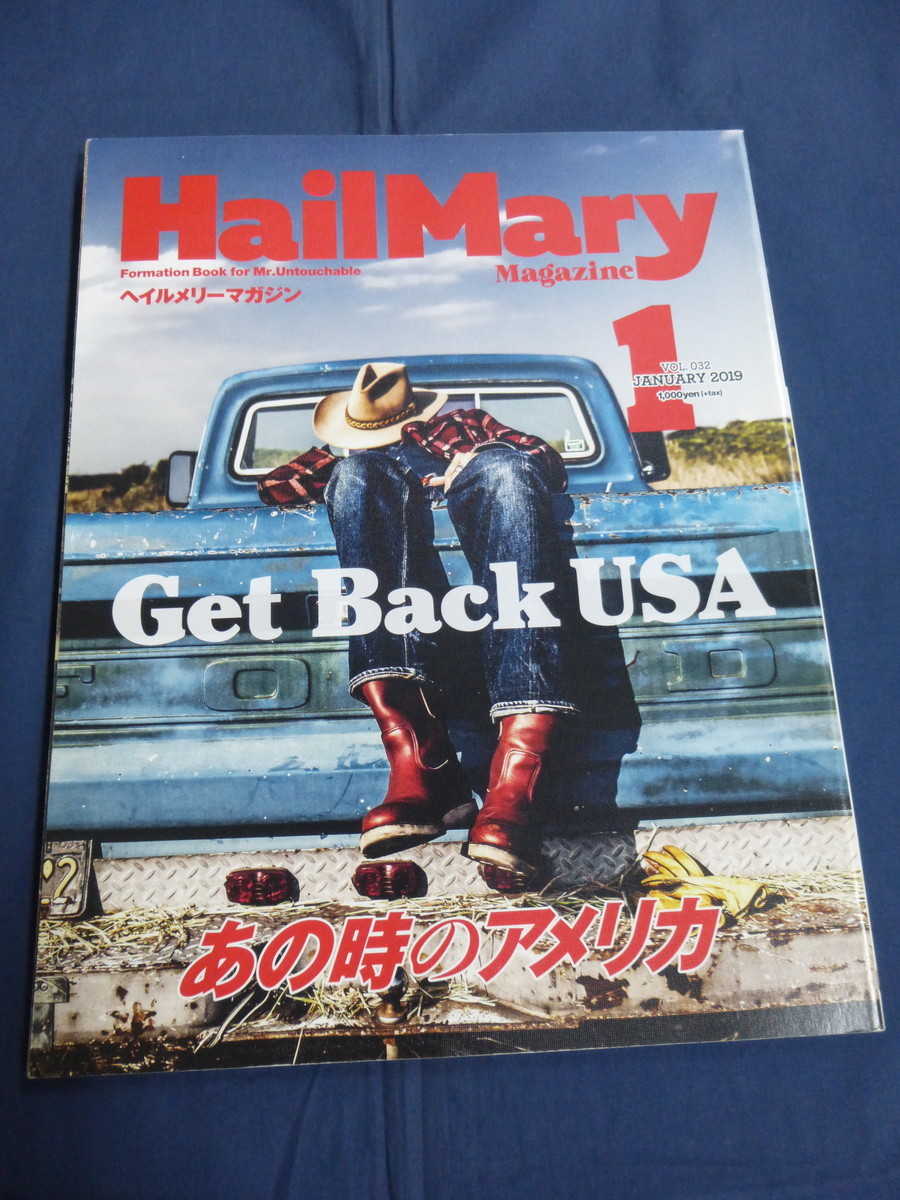 HailMary
Magazine
Formation Book for Mr.Untouchable
ヘイルメリーマガジン
1
VOL. 032
JANUARY 2019
1,000yen(+tax)
Get Back USA
FORD
あの時のアメリカ